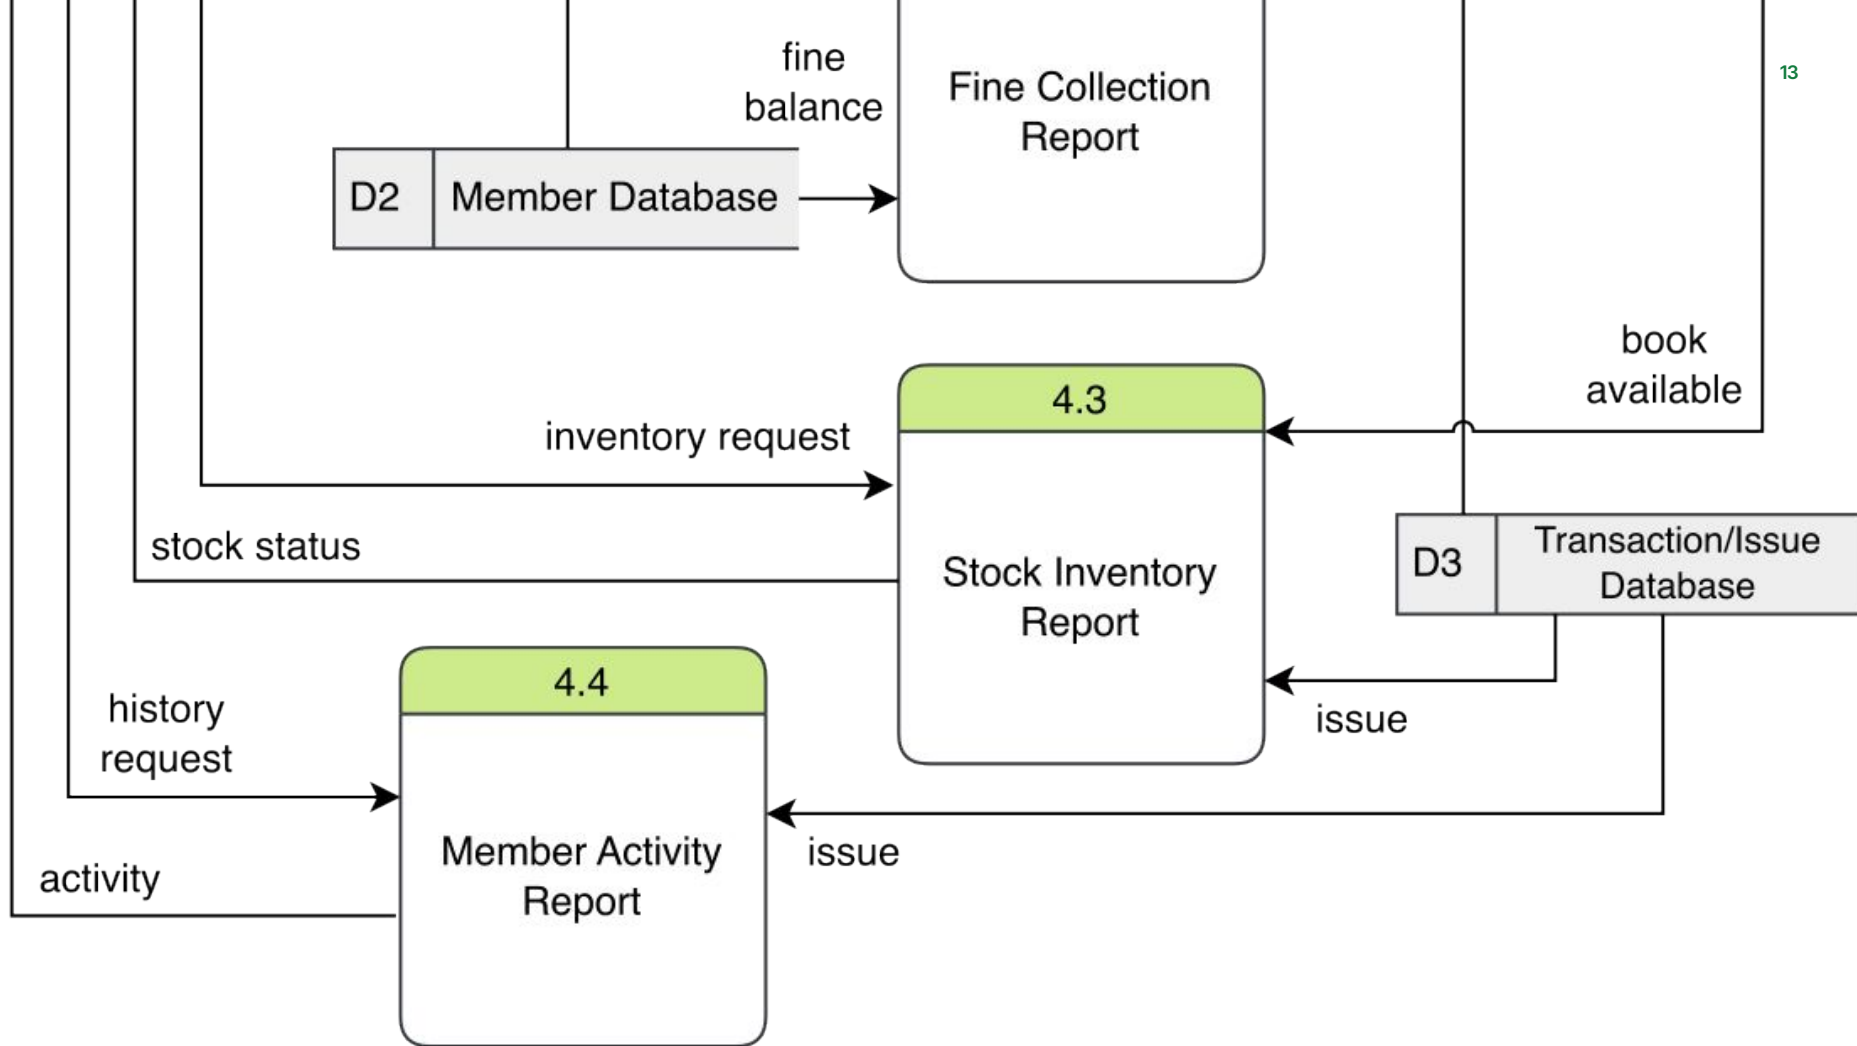 fine
balance
Fine Collection
Report
13
D2
Member Database
book
available
4.3
inventory request
stock status
Stock Inventory
Report
D3
Transaction/Issue
Database
issue
4.4
history
request
Member Activity
Report
issue
activity